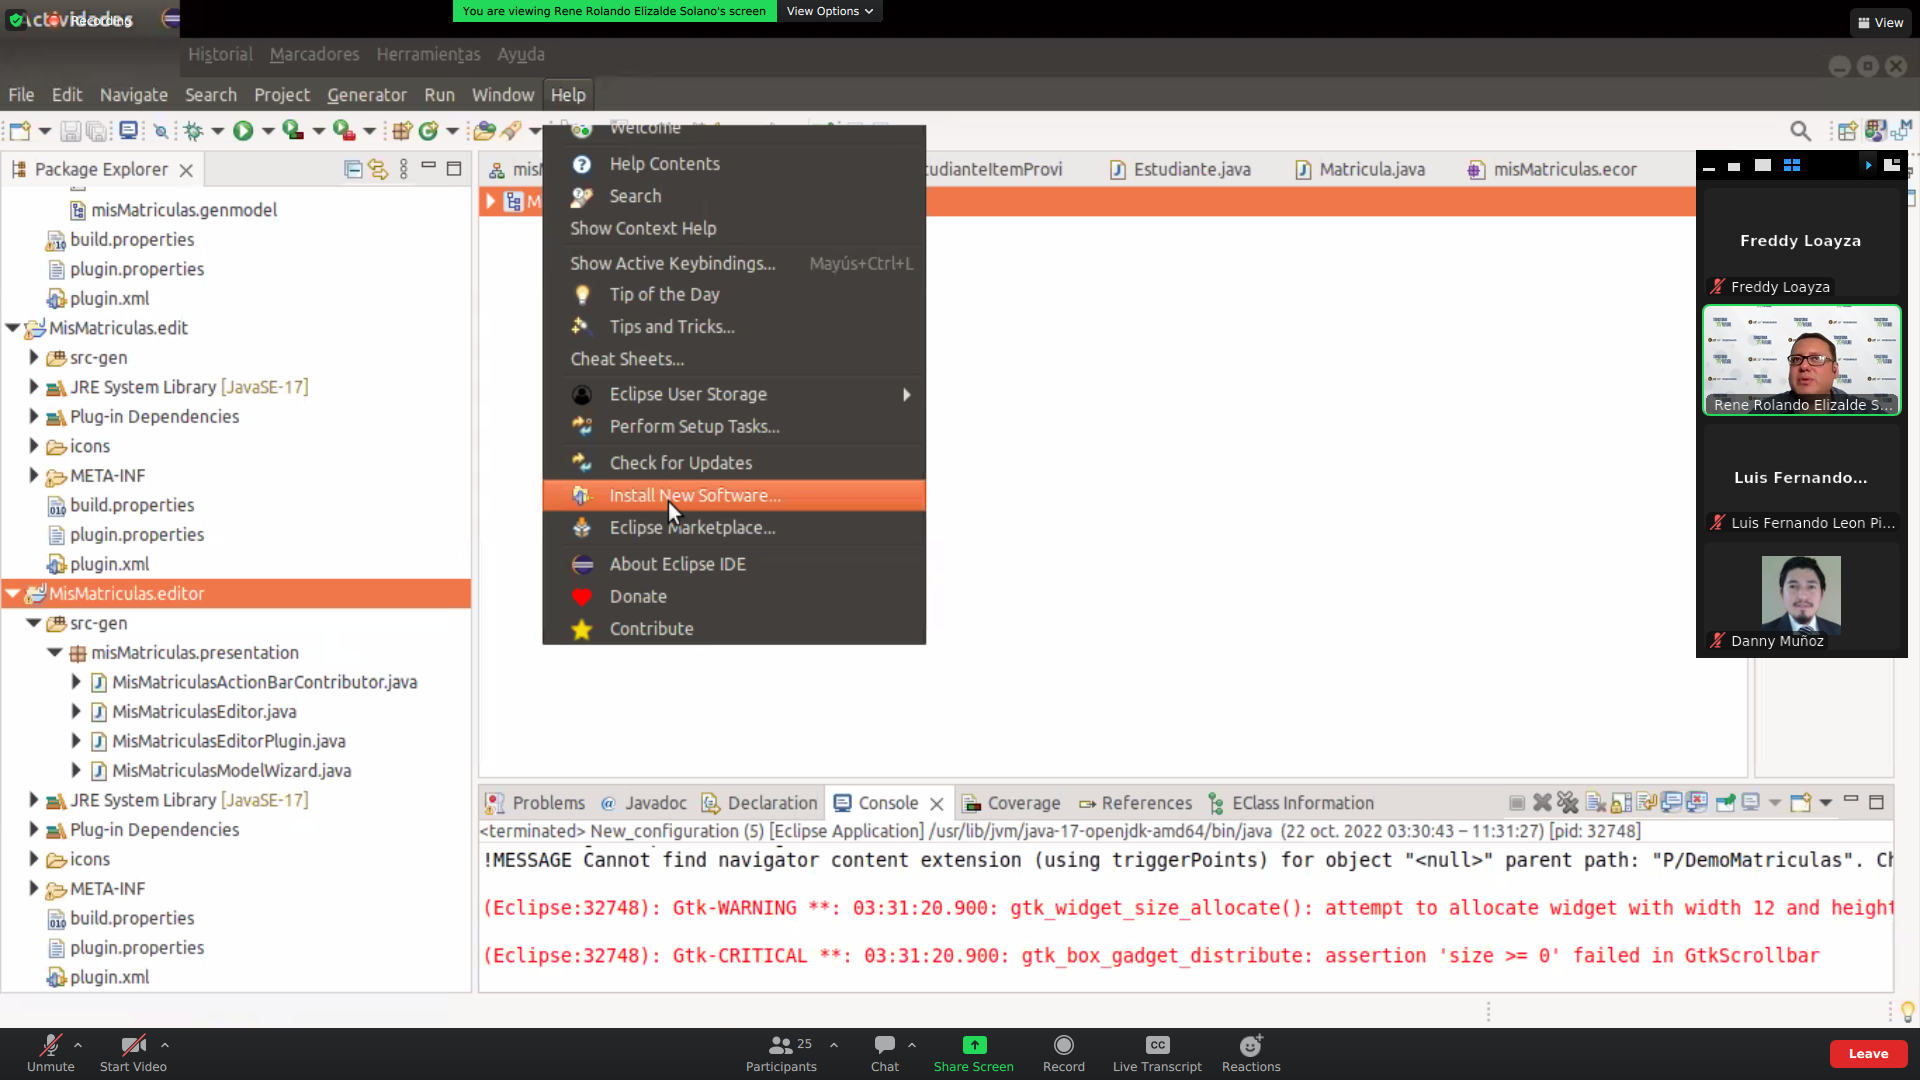 Actividades
Recording
You are viewing Rene Rolando Elizalde Solano's screen
View Options
View
Historial Marcadores Herramientas Ayuda
File Edit Navigate Search Project Generator Run Window Help
Package Explorer
misMatriculas.genmodel
build.properties
plugin.properties
plugin.xml
MisMatriculas.edit
src-gen
JRE System Library [JavaSE-17]
Plug-in Dependencies
icons
META-INF
build.properties
plugin.properties
plugin.xml
MisMatriculas.editor
src-gen
misMatriculas.presentation
MisMatriculasActionBarContributor.java
MisMatriculasEditor.java
MisMatriculasEditorPlugin.java
MisMatriculasModelWizard.java
JRE System Library [JavaSE-17]
Plug-in Dependencies
icons
META-INF
build.properties
plugin.properties
plugin.xml
Welcome
Help Contents
Search
Show Context Help
Show Active Keybindings... Mayús+Ctrl+L
Tip of the Day
Tips and Tricks...
Cheat Sheets...
Eclipse User Storage
Perform Setup Tasks...
Check for Updates
Install New Software...
Eclipse Marketplace...
About Eclipse IDE
Donate
Contribute
tudianteItemProvi Estudiante.java Matricula.java misMatriculas.ecor
Freddy Loayza
Freddy Loayza
Rene Rolando Elizalde S...
Luis Fernando...
Luis Fernando Leon Pi...
Danny Muñoz
Problems Javadoc Declaration Console Coverage References EClass Information
<terminated> New_configuration (5) [Eclipse Application] /usr/lib/jvm/java-17-openjdk-amd64/bin/java (22 oct. 2022 03:30:43 – 11:31:27) [pid: 32748]
!MESSAGE Cannot find navigator content extension (using triggerPoints) for object "<null>" parent path: "P/DemoMatriculas". Ch
(Eclipse:32748): Gtk-WARNING **: 03:31:20.900: gtk_widget_size_allocate(): attempt to allocate widget with width 12 and height
(Eclipse:32748): Gtk-CRITICAL **: 03:31:20.900: gtk_box_gadget_distribute: assertion 'size >= 0' failed in GtkScrollbar
Unmute
Start Video
25
Participants
Chat
Share Screen
Record
CC
Live Transcript
Reactions
Leave